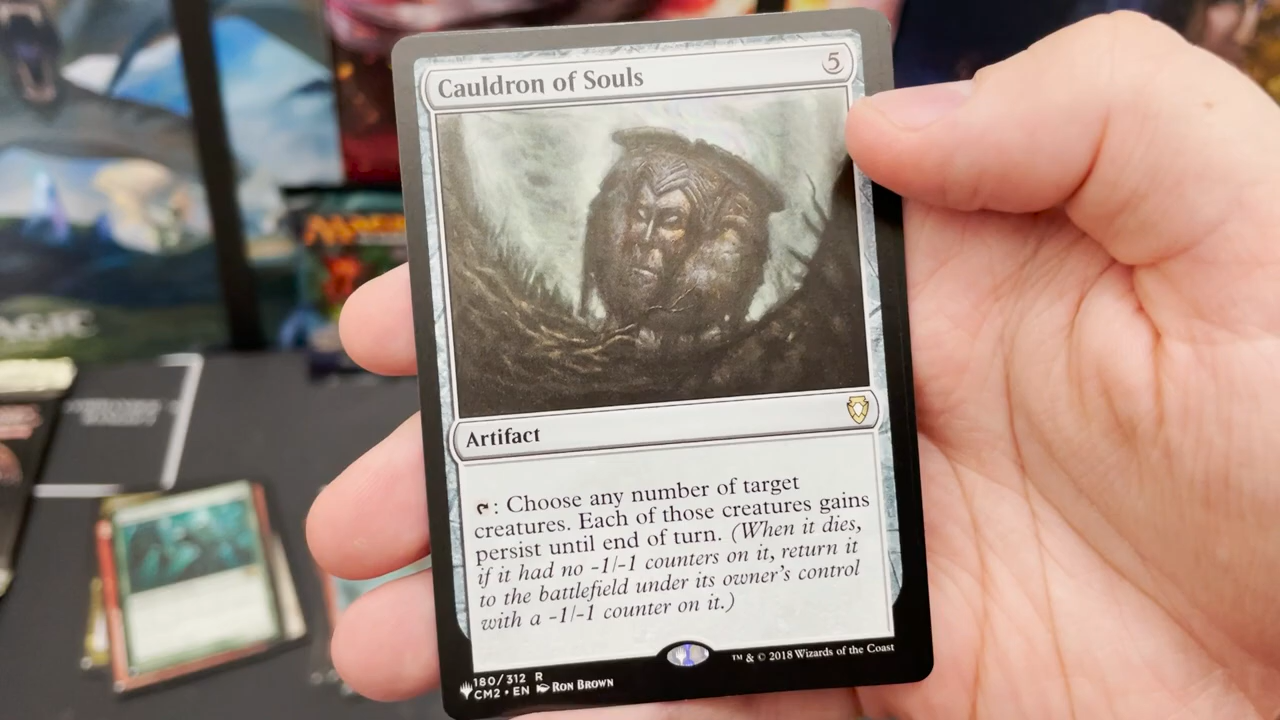 Cauldron of Souls
5
Artifact
: Choose any number of target
creatures. Each of those creatures gains
persist until end of turn. (When it dies,
if it had no -1/-1 counters on it, return it
to the battlefield under its owner's control
with a -1/-1 counter on it.)
™ & © 2018 Wizards of the Coast
180/312 R
CM2 • EN RON BROWN
AGIC